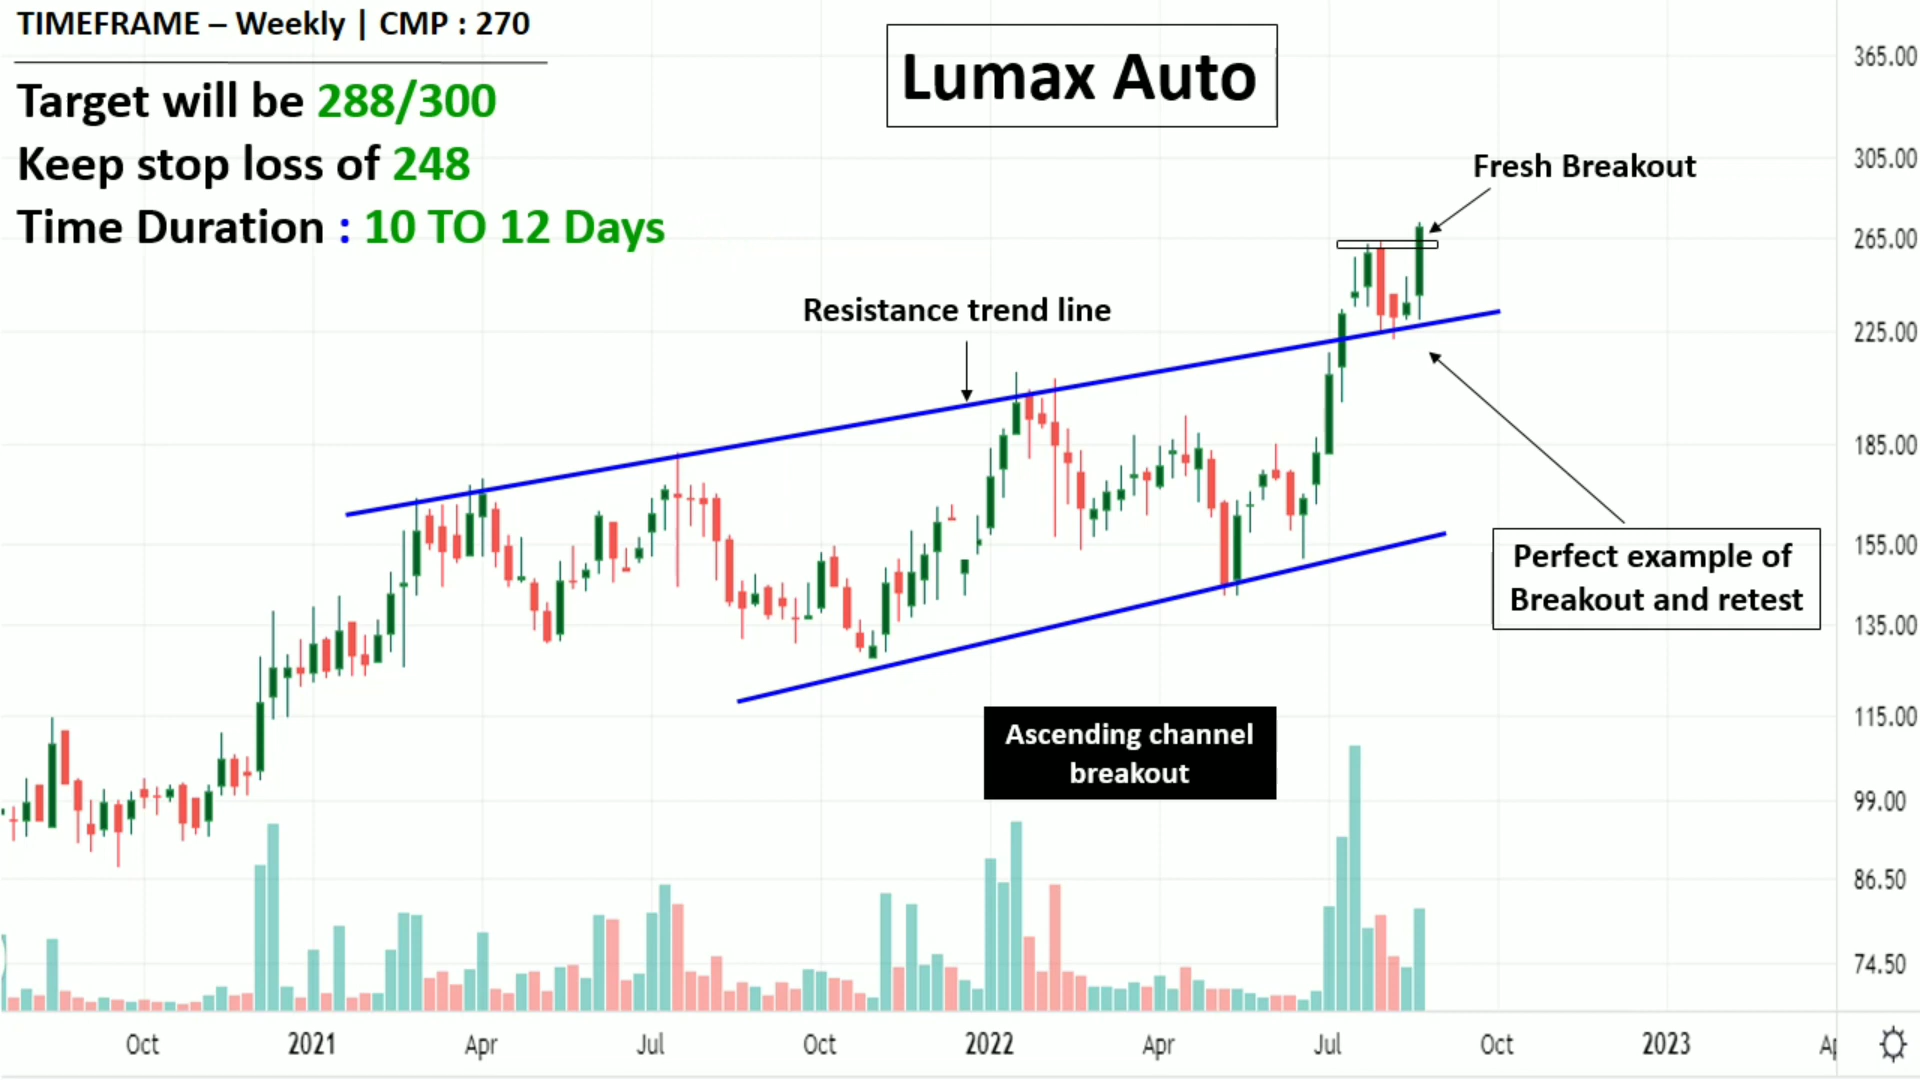 TIMEFRAME – Weekly | CMP : 270
Target will be 288/300
Keep stop loss of 248
Time Duration : 10 TO 12 Days
Lumax Auto
Fresh Breakout
Resistance trend line
Perfect example of
Breakout and retest
Ascending channel
breakout
365.00
305.00
265.00
225.00
185.00
155.00
135.00
115.00
99.00
86.50
74.50
Oct 2021 Apr Jul Oct 2022 Apr Jul Oct 2023